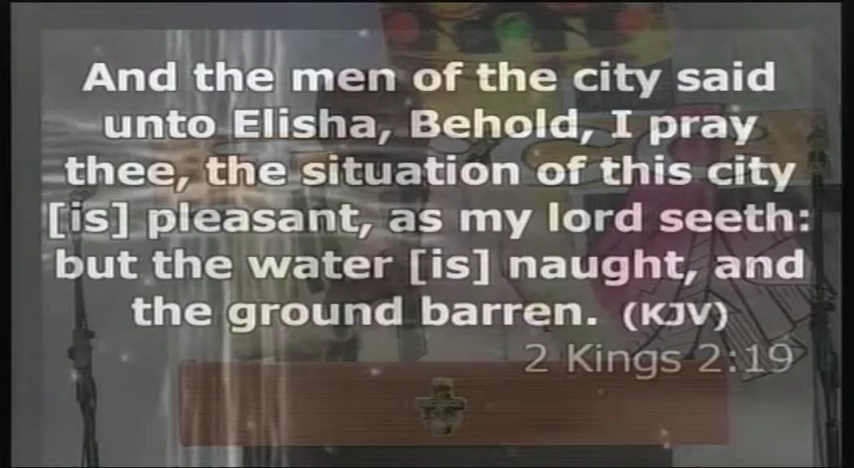 And the men of the city said
unto Elisha, Behold, I pray
thee, the situation of this city
[is] pleasant, as my lord seeth:
but the water [is] naught, and
the ground barren. (KJV)
2 Kings 2:19